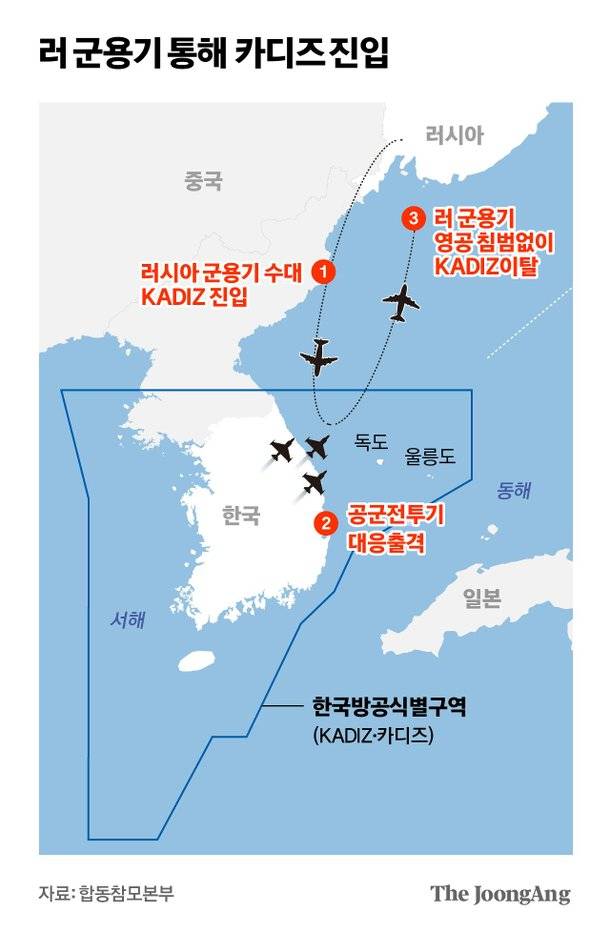 러 군용기 통해 카디즈 진입
러시아
중국
3 러 군용기
영공 침범없이
KADIZ이탈
러시아 군용기 수대 1
KADIZ 진입
독도
울릉도
동해
한국
2 공군전투기
대응출격
일본
서해
한국방공식별구역
(KADIZ·카디즈)
자료: 합동참모본부
The JoongAng